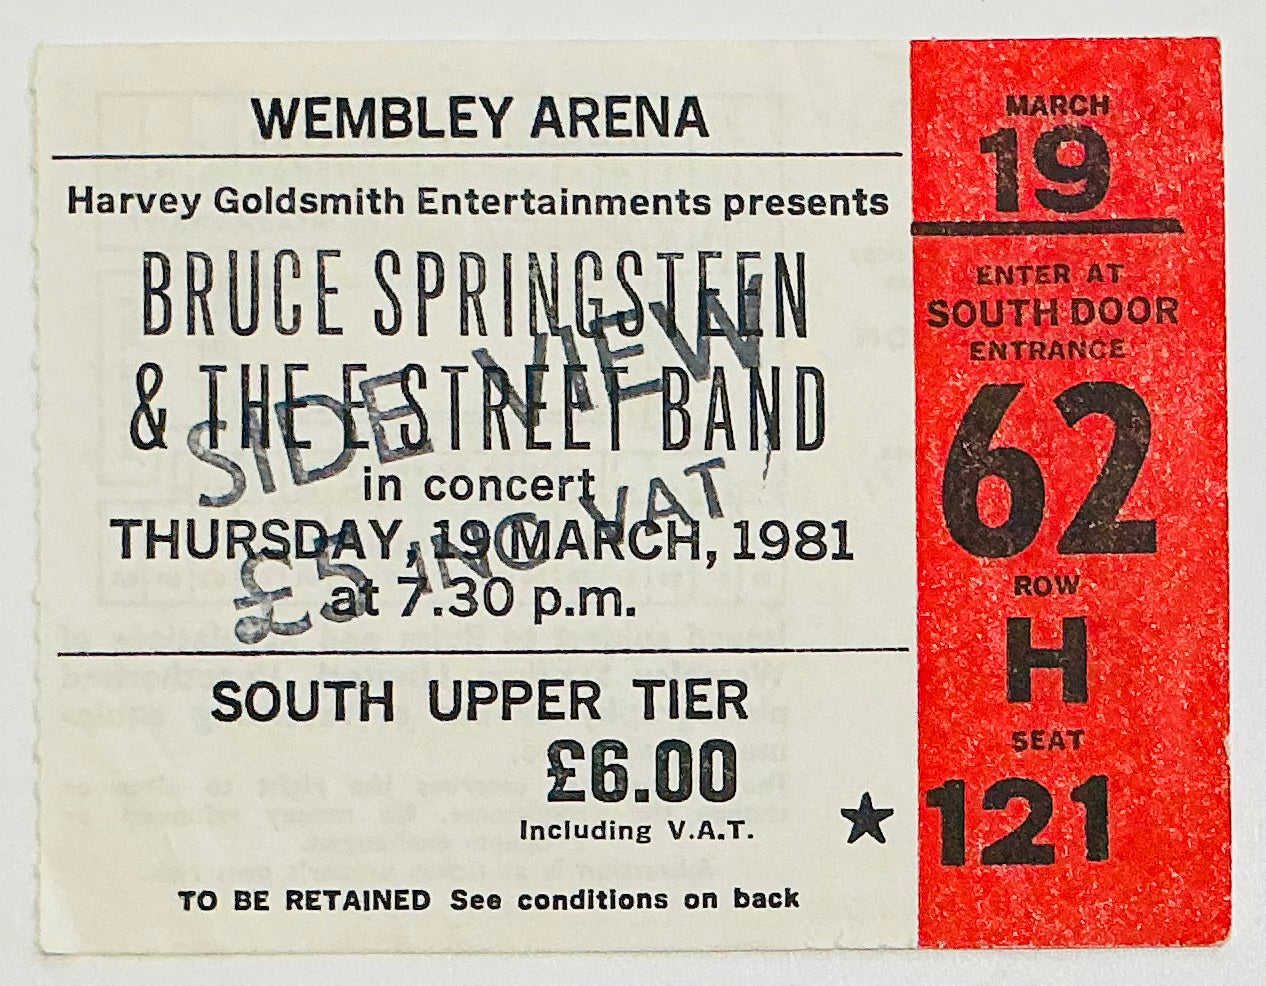 WEMBLEY ARENA
Harvey Goldsmith Entertainments presents
BRUCE SPRINGSTEEN
& THE E STREET BAND
in concert
THURSDAY, 19 MARCH, 1981
at 7.30 p.m.
SIDE VIEW
£5 INC VAT
SOUTH UPPER TIER
£6.00
Including V.A.T.
★
TO BE RETAINED See conditions on back
MARCH
19
ENTER AT
SOUTH DOOR
ENTRANCE
62
ROW
H
SEAT
121